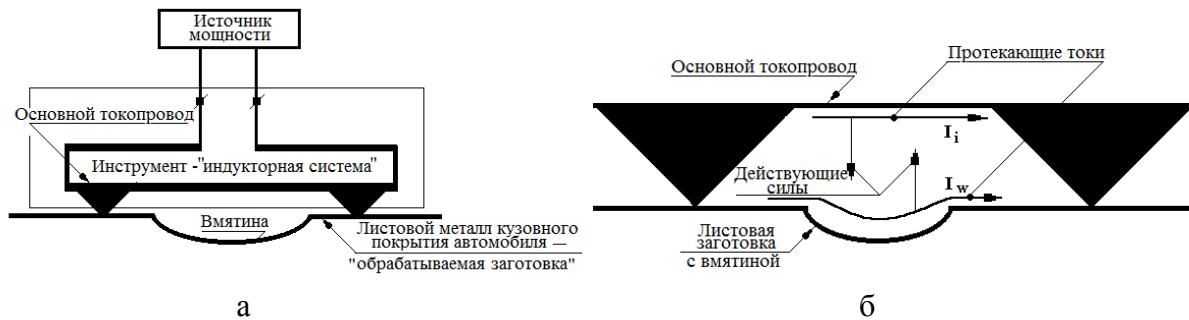 Источник
мощности
Основной токопровод
Инструмент -"индукторная система"
Вмятина
Листовой металл кузовного
покрытия автомобиля —
"обрабатываемая заготовка"
а
Протекающие токи
Основной токопровод
I i
Действующие
силы
I w
Листовая
заготовка
с вмятиной
б